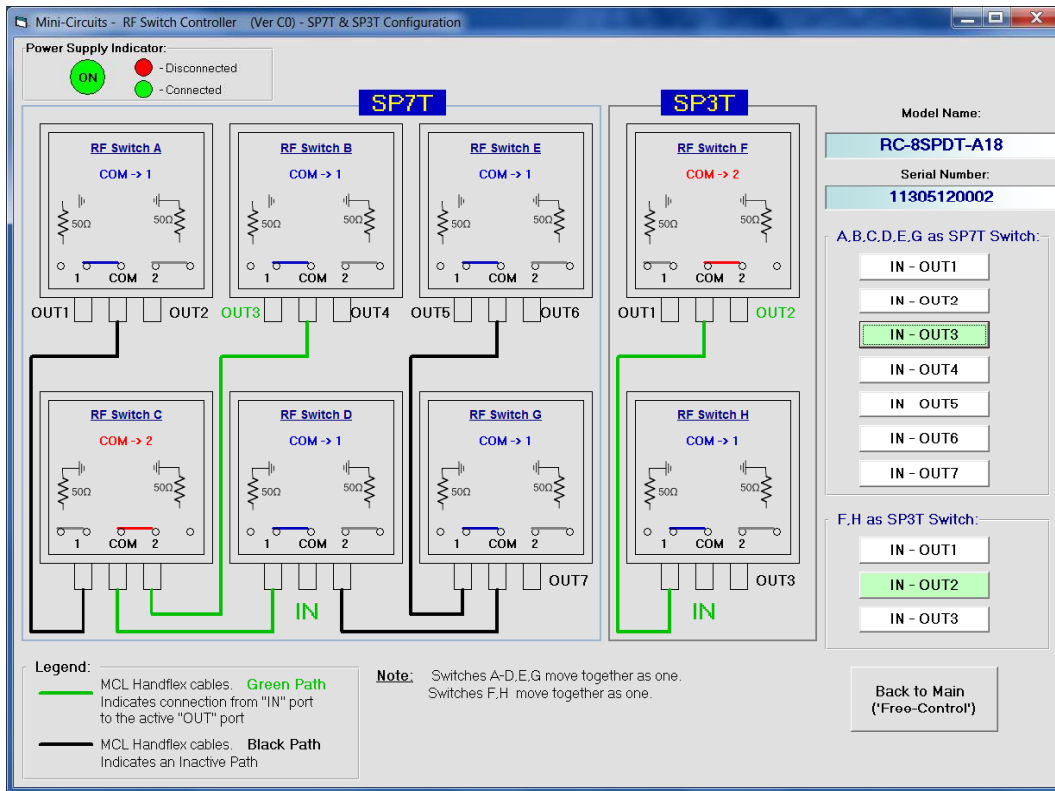 Mini-Circuits - RF Switch Controller (Ver C0) - SP7T & SP3T Configuration
Power Supply Indicator:
ON
- Disconnected
- Connected
SP7T
SP3T
RF Switch A
COM -> 1
50Ω
50Ω
1 COM 2
OUT1
OUT2
RF Switch B
COM -> 1
50Ω
50Ω
1 COM 2
OUT3
OUT4
RF Switch E
COM -> 1
50Ω
50Ω
1 COM 2
OUT5
OUT6
RF Switch F
COM -> 2
50Ω
50Ω
1 COM 2
OUT1
OUT2
RF Switch C
COM -> 2
50Ω
50Ω
1 COM 2
RF Switch D
COM -> 1
50Ω
50Ω
1 COM 2
IN
RF Switch G
COM -> 1
50Ω
50Ω
1 COM 2
OUT7
RF Switch H
COM -> 1
50Ω
50Ω
1 COM 2
OUT3
IN
Model Name:
RC-8SPDT-A18
Serial Number:
11305120002
A,B,C,D,E,G as SP7T Switch:
IN - OUT1
IN - OUT2
IN - OUT3
IN - OUT4
IN OUT5
IN - OUT6
IN - OUT7
F,H as SP3T Switch:
IN - OUT1
IN - OUT2
IN - OUT3
Legend:
MCL Handflex cables. Green Path
Indicates connection from "IN" port
to the active "OUT" port
MCL Handflex cables. Black Path
Indicates an Inactive Path
Note: Switches A-D,E,G move together as one.
Switches F,H move together as one.
Back to Main
('Free-Control')